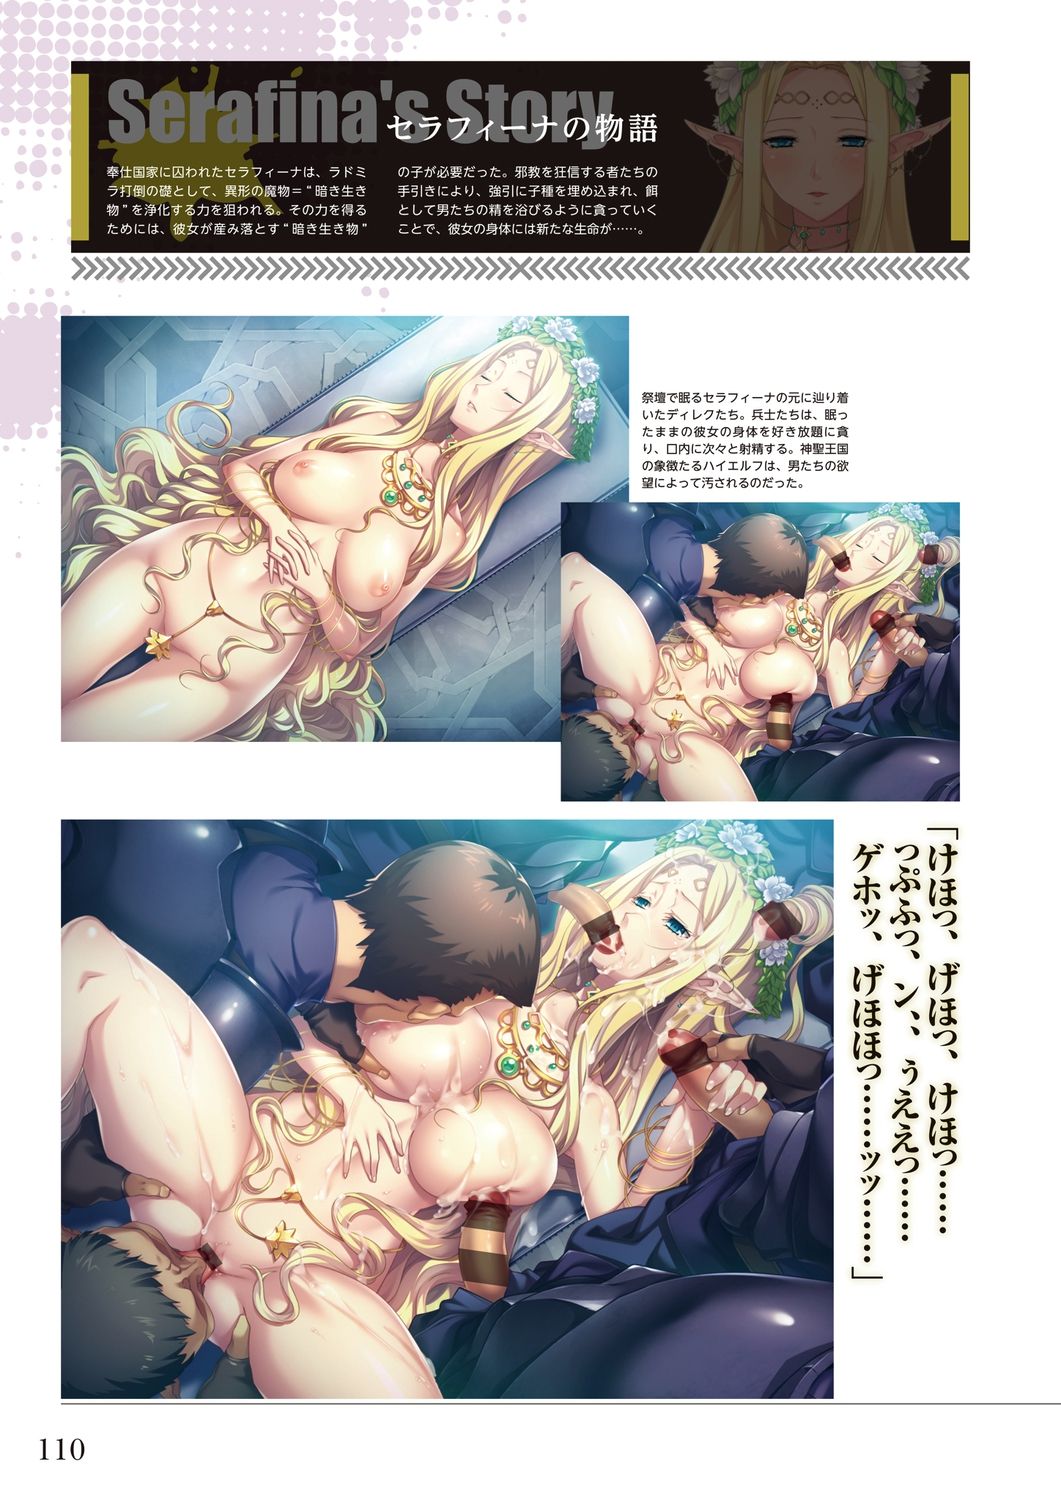 Serafina's Story
セラフィーナの物語
奉仕国家に囚われたセラフィーナは、ラドミ
ラ打倒の礎として、異形の魔物＝“暗き生き
物”を浄化する力を狙われる。その力を得る
ためには、彼女が産み落とす“暗き生き物”
の子が必要だった。邪教を狂信する者たちの
手引きにより、強引に子種を埋め込まれ、餌
として男たちの精を浴びるように貪っていく
ことで、彼女の身体には新たな生命が……。
祭壇で眠るセラフィーナの元に辿り着
いたディレクたち。兵士たちは、眠っ
たままの彼女の身体を好き放題に貪
り、口内に次々と射精する。神聖王国
の象徴たるハイエルフは、男たちの欲
望によって汚されるのだった。
「けほっ、げほっ、けほっ……
っぷふっ、ン、、ぅええっ……
ゲホッ、げほほっ……ッッ……」
110